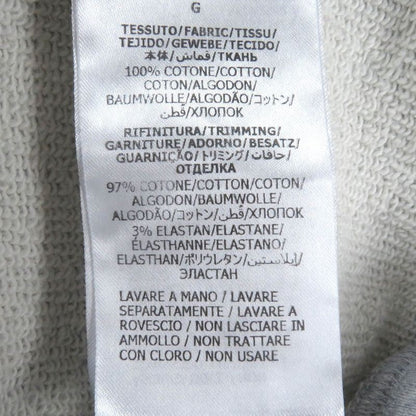 G
TESSUTO/FABRIC/TISSU/
TEJIDO/GEWEBE/TECIDO/
本体/قماش/ТКАНЬ
100% COTONE/COTTON/
COTON/ALGODON/
BAUMWOLLE/ALGODÃO/コットン/
قطن/ХЛОПОК
RIFINITURA/TRIMMING/
GARNITURE/ADORNO/BESATZ/
GUARNIÇÃO/トリミング/حافات/
ОТДЕЛКА
97% COTONE/COTTON/COTON/
ALGODON/BAUMWOLLE/
ALGODÃO/コットン/قطن/ХЛОПОК
3% ELASTAN/ELASTANE/
ÉLASTHANNE/ELASTANO/
ELASTHAN/ポリウレタン/إيلاستين/
ЭЛАСТАН
LAVARE A MANO / LAVARE
SEPARATAMENTE / LAVARE A
ROVESCIO / NON LASCIARE IN
AMMOLLO / NON TRATTARE
CON CLORO / NON USARE